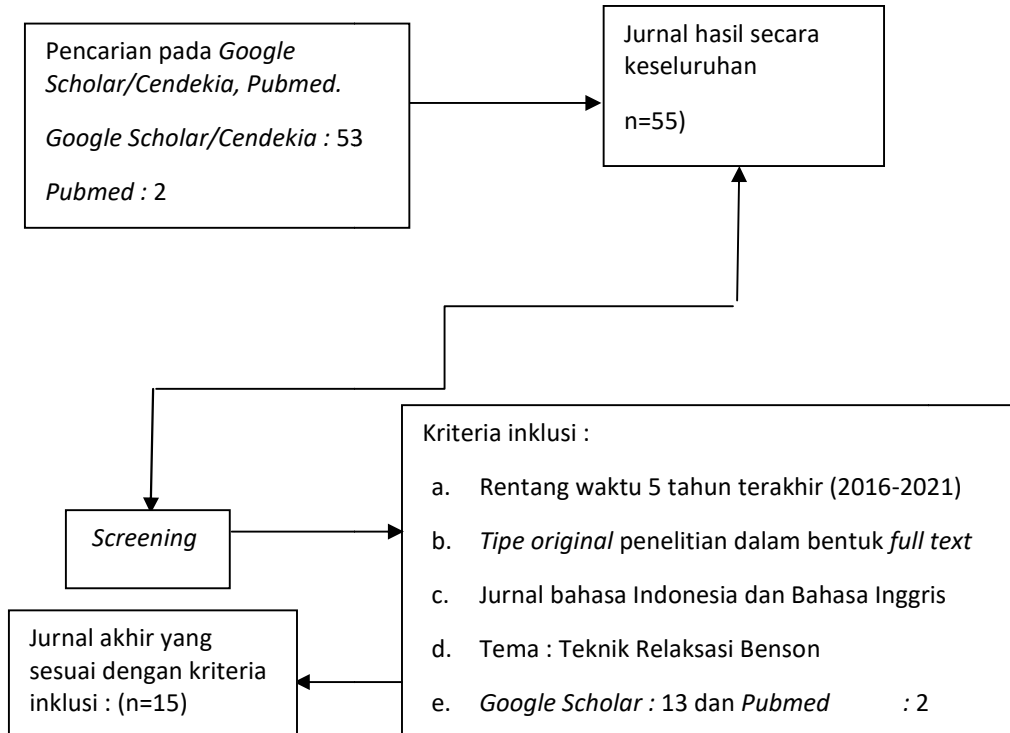 Pencarian pada Google
Scholar/Cendekia, Pubmed.
Google Scholar/Cendekia : 53
Pubmed : 2
Jurnal hasil secara
keseluruhan
n=55)
Screening
Kriteria inklusi :
a. Rentang waktu 5 tahun terakhir (2016-2021)
b. Tipe original penelitian dalam bentuk full text
c. Jurnal bahasa Indonesia dan Bahasa Inggris
d. Tema : Teknik Relaksasi Benson
e. Google Scholar : 13 dan Pubmed : 2
Jurnal akhir yang
sesuai dengan kriteria
inklusi : (n=15)